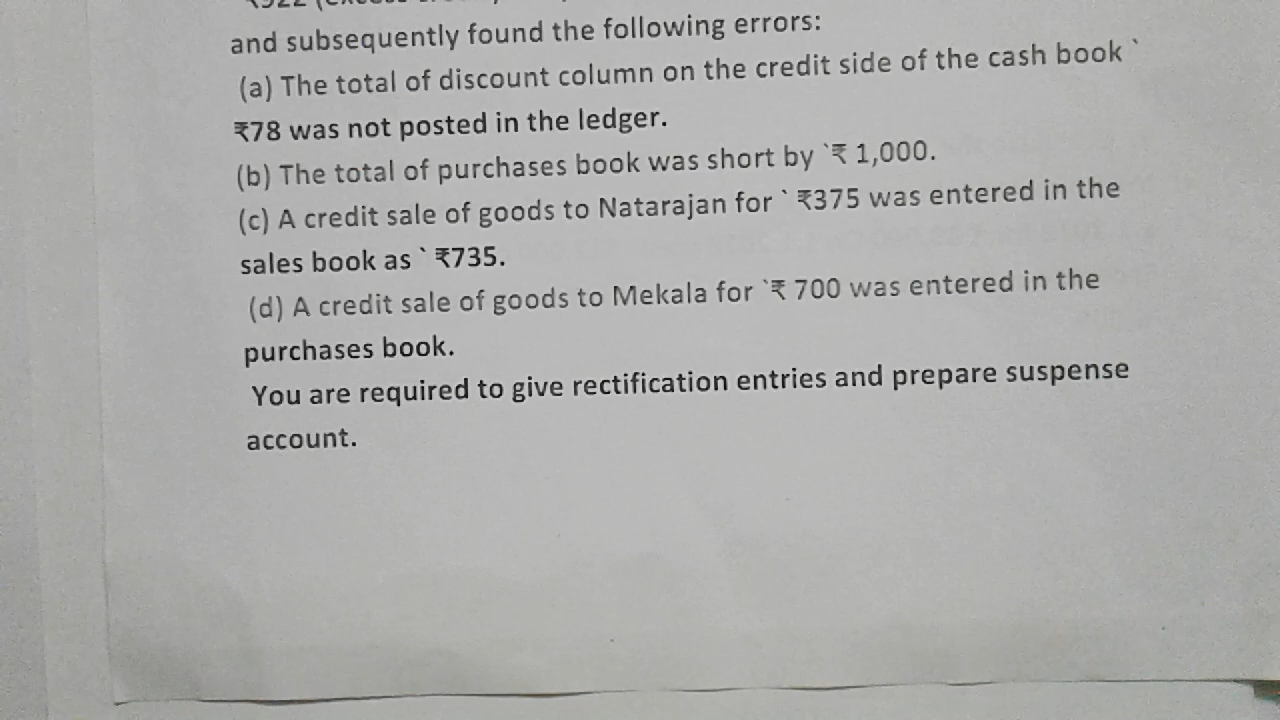 and subsequently found the following errors:
(a) The total of discount column on the credit side of the cash book `
₹78 was not posted in the ledger.
(b) The total of purchases book was short by `₹ 1,000.
(c) A credit sale of goods to Natarajan for ` ₹375 was entered in the
sales book as ` ₹735.
(d) A credit sale of goods to Mekala for `₹ 700 was entered in the
purchases book.
You are required to give rectification entries and prepare suspense
account.